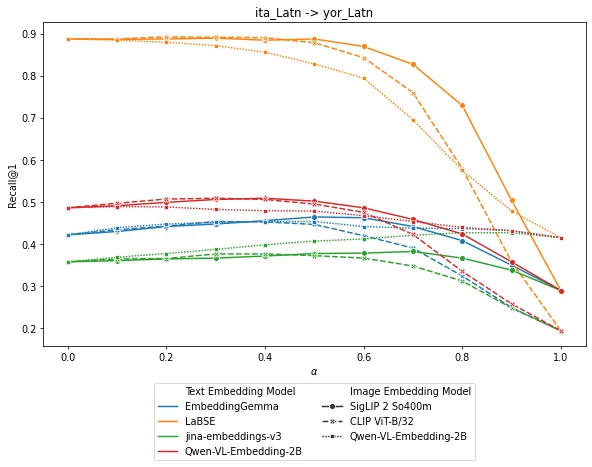 ita_Latn -> yor_Latn
Recall@1
0.9
0.8
0.7
0.6
0.5
0.4
0.3
0.2
0.0 0.2 0.4 0.6 0.8 1.0
α
Text Embedding Model
EmbeddingGemma
LaBSE
jina-embeddings-v3
Qwen-VL-Embedding-2B
Image Embedding Model
SigLIP 2 So400m
CLIP ViT-B/32
Qwen-VL-Embedding-2B